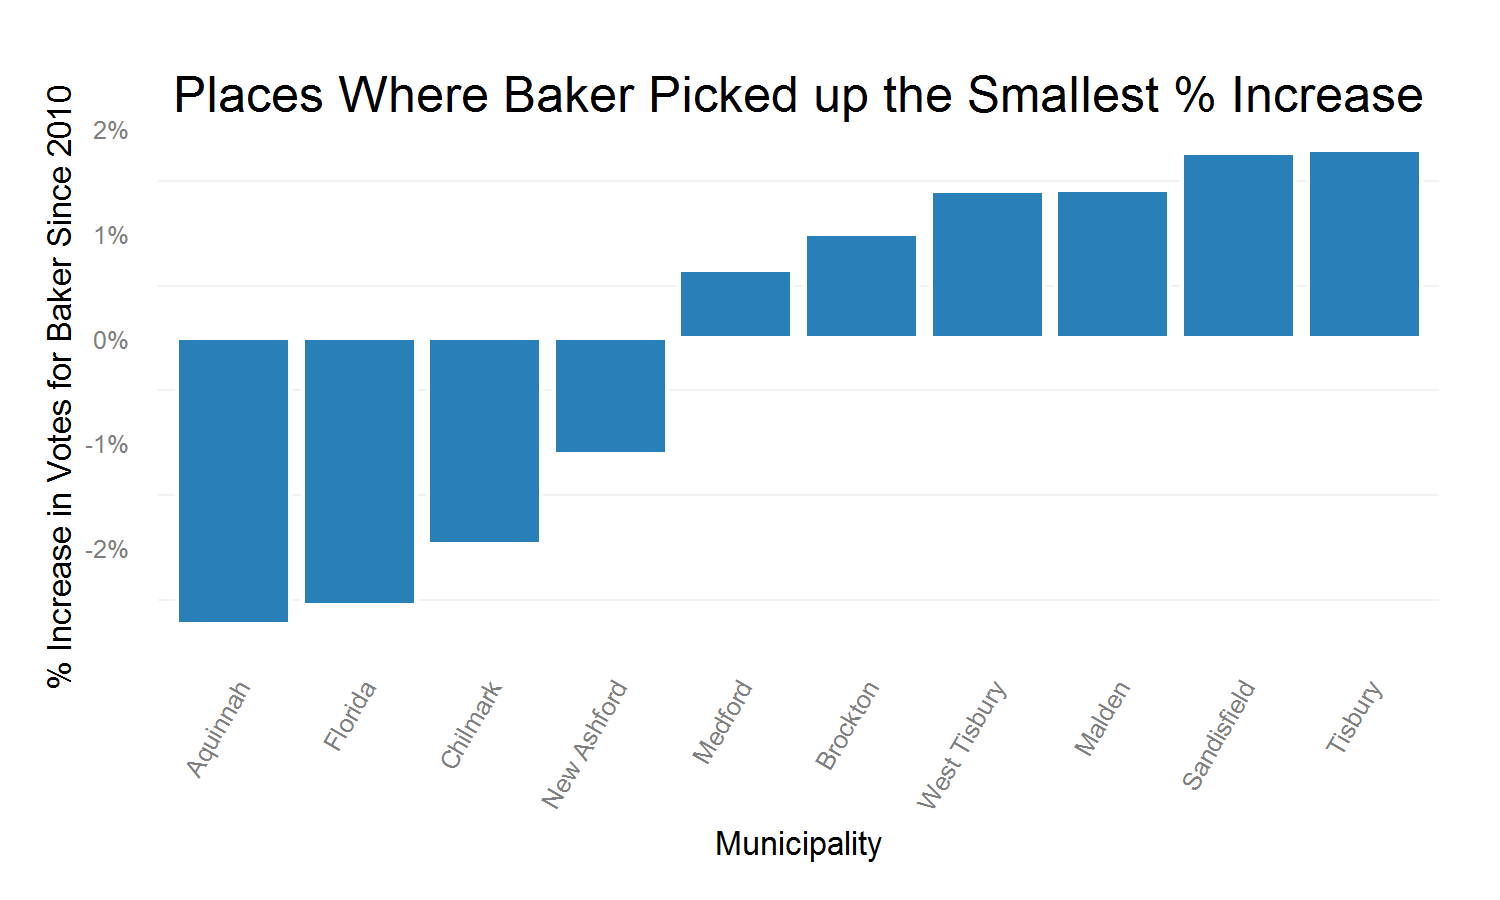 Places Where Baker Picked up the Smallest % Increase
% Increase in Votes for Baker Since 2010
2%
1%
0%
-1%
-2%
Aquinnah
Florida
Chilmark
New Ashford
Medford
Brockton
West Tisbury
Malden
Sandisfield
Tisbury
Municipality